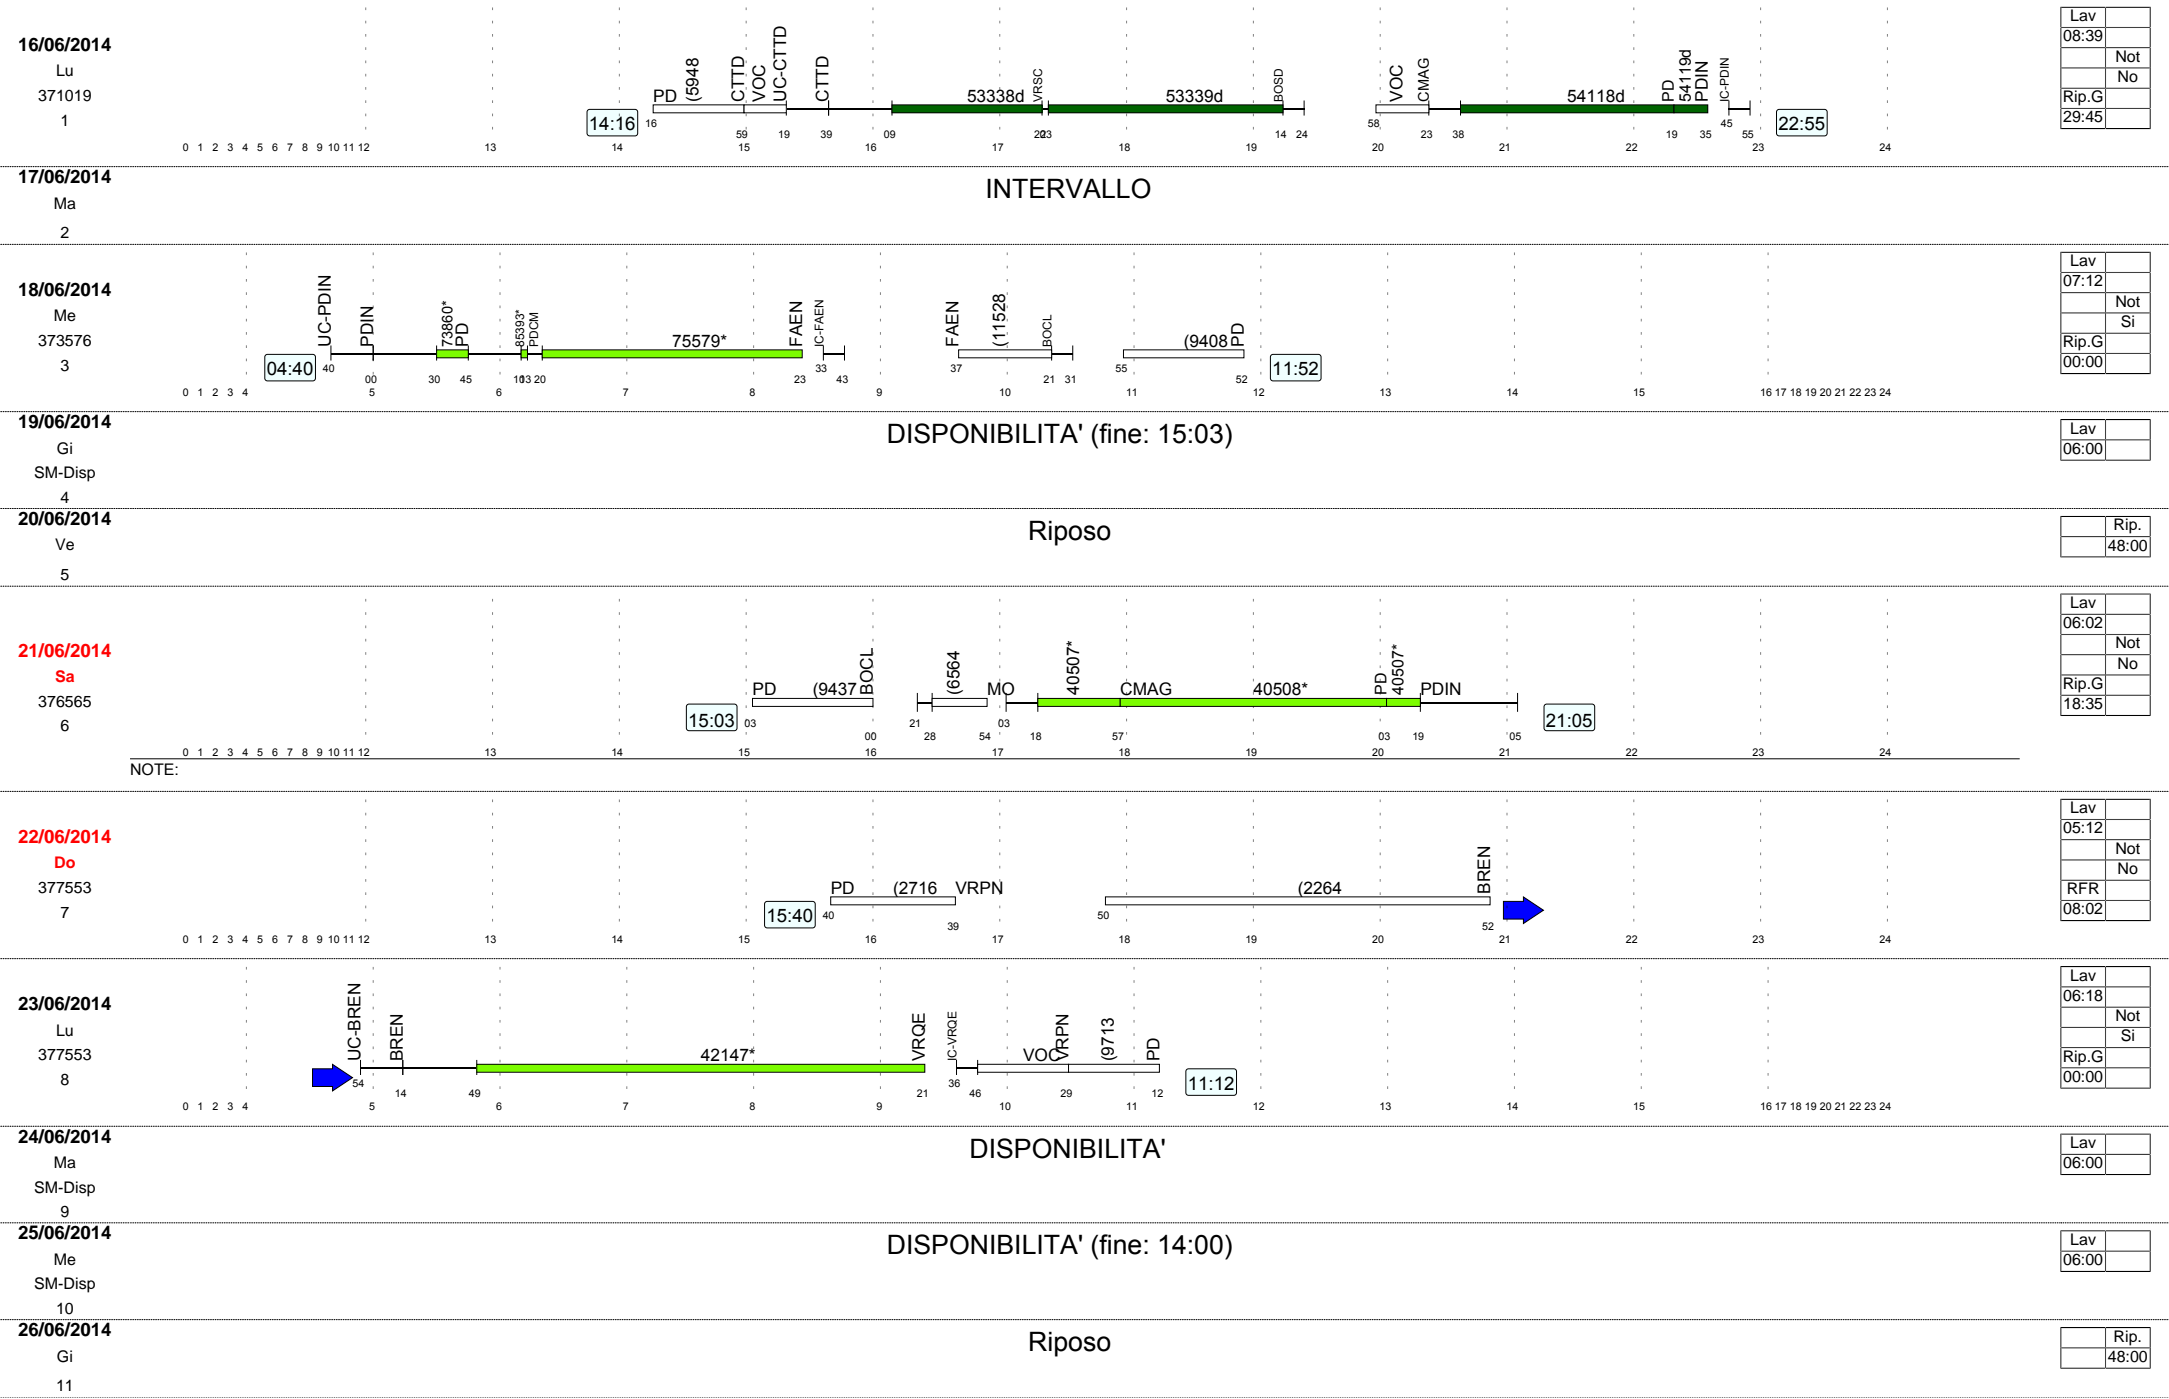 16/06/2014
Lu
371019
1
14:16
PD (5948 CTTD VOC UC-CTTD CTTD 53338d VRSC 53339d BOSD VOC CMAG 54118d PD 54119d PDIN IC-PDIN
16 59 19 39 09 22 23 14 24 58 23 38 19 35 45 55
22:55
0 1 2 3 4 5 6 7 8 9 10 11 12 13 14 15 16 17 18 19 20 21 22 23 24
Lav
08:39
Not
No
Rip.G
29:45
17/06/2014
Ma
2
INTERVALLO
18/06/2014
Me
373576
3
04:40
UC-PDIN PDIN 73860* PD 85393* PDCM 75579* FAEN IC-FAEN FAEN (11528 BOCL (9408 PD
40 00 30 45 10 13 20 23 33 43 37 21 31 55 52
11:52
0 1 2 3 4 5 6 7 8 9 10 11 12 13 14 15 16 17 18 19 20 21 22 23 24
Lav
07:12
Not
Si
Rip.G
00:00
19/06/2014
Gi
SM-Disp
4
DISPONIBILITA' (fine: 15:03)
Lav
06:00
20/06/2014
Ve
5
Riposo
Rip.
48:00
21/06/2014
Sa
376565
6
15:03
PD (9437 BOCL (6564 MO 40507* CMAG 40508* PD 40507* PDIN
03 00 21 28 54 03 18 57 03 19 05
21:05
0 1 2 3 4 5 6 7 8 9 10 11 12 13 14 15 16 17 18 19 20 21 22 23 24
NOTE:
Lav
06:02
Not
No
Rip.G
18:35
22/06/2014
Do
377553
7
15:40
PD (2716 VRPN (2264 BREN
40 39 50 52
0 1 2 3 4 5 6 7 8 9 10 11 12 13 14 15 16 17 18 19 20 21 22 23 24
Lav
05:12
Not
No
RFR
08:02
23/06/2014
Lu
377553
8
UC-BREN BREN 42147* VRQE IC-VRQE VOC VRPN (9713 PD
54 14 49 21 36 46 29 12
11:12
0 1 2 3 4 5 6 7 8 9 10 11 12 13 14 15 16 17 18 19 20 21 22 23 24
Lav
06:18
Not
Si
Rip.G
00:00
24/06/2014
Ma
SM-Disp
9
DISPONIBILITA'
Lav
06:00
25/06/2014
Me
SM-Disp
10
DISPONIBILITA' (fine: 14:00)
Lav
06:00
26/06/2014
Gi
11
Riposo
Rip.
48:00